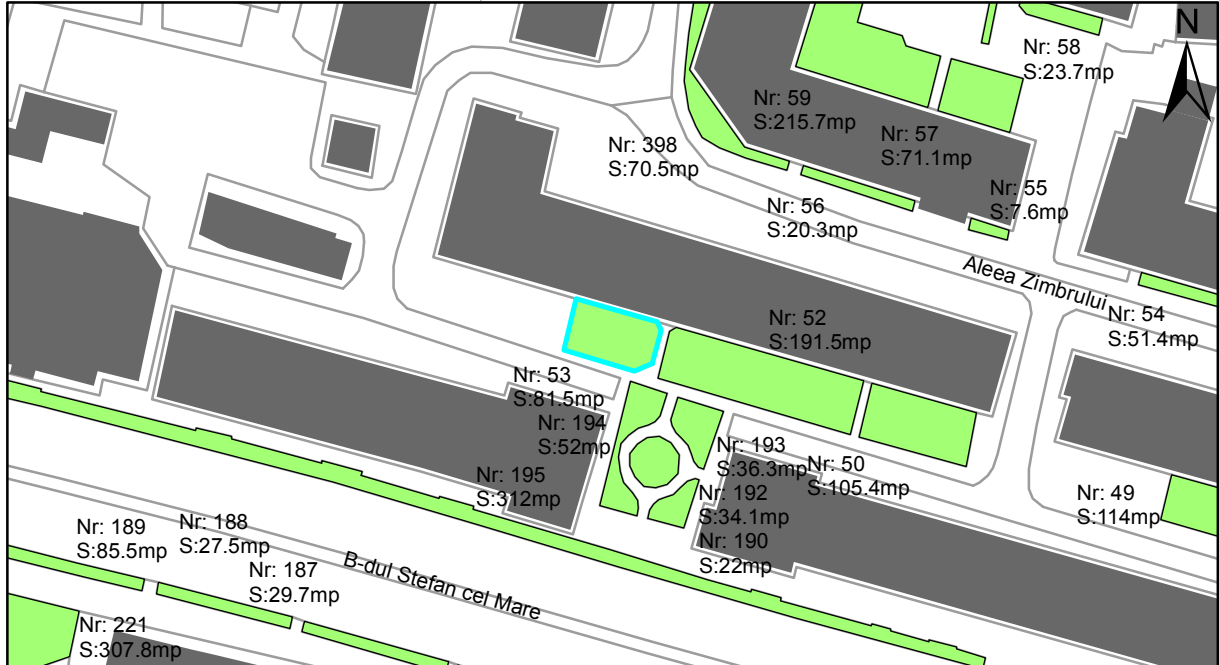 N
Nr: 58
S:23.7mp
Nr: 59
S:215.7mp
Nr: 57
S:71.1mp
Nr: 398
S:70.5mp
Nr: 55
S:7.6mp
Nr: 56
S:20.3mp
Aleea Zimbrului
Nr: 54
S:51.4mp
Nr: 52
S:191.5mp
Nr: 53
S:81.5mp
Nr: 194
S:52mp
Nr: 193
S:36.3mp
Nr: 50
S:105.4mp
Nr: 195
S:312mp
Nr: 192
S:34.1mp
Nr: 49
S:114mp
Nr: 190
S:22mp
Nr: 189
S:85.5mp
Nr: 188
S:27.5mp
Nr: 187
S:29.7mp
B-dul Stefan cel Mare
Nr: 221
S:307.8mp